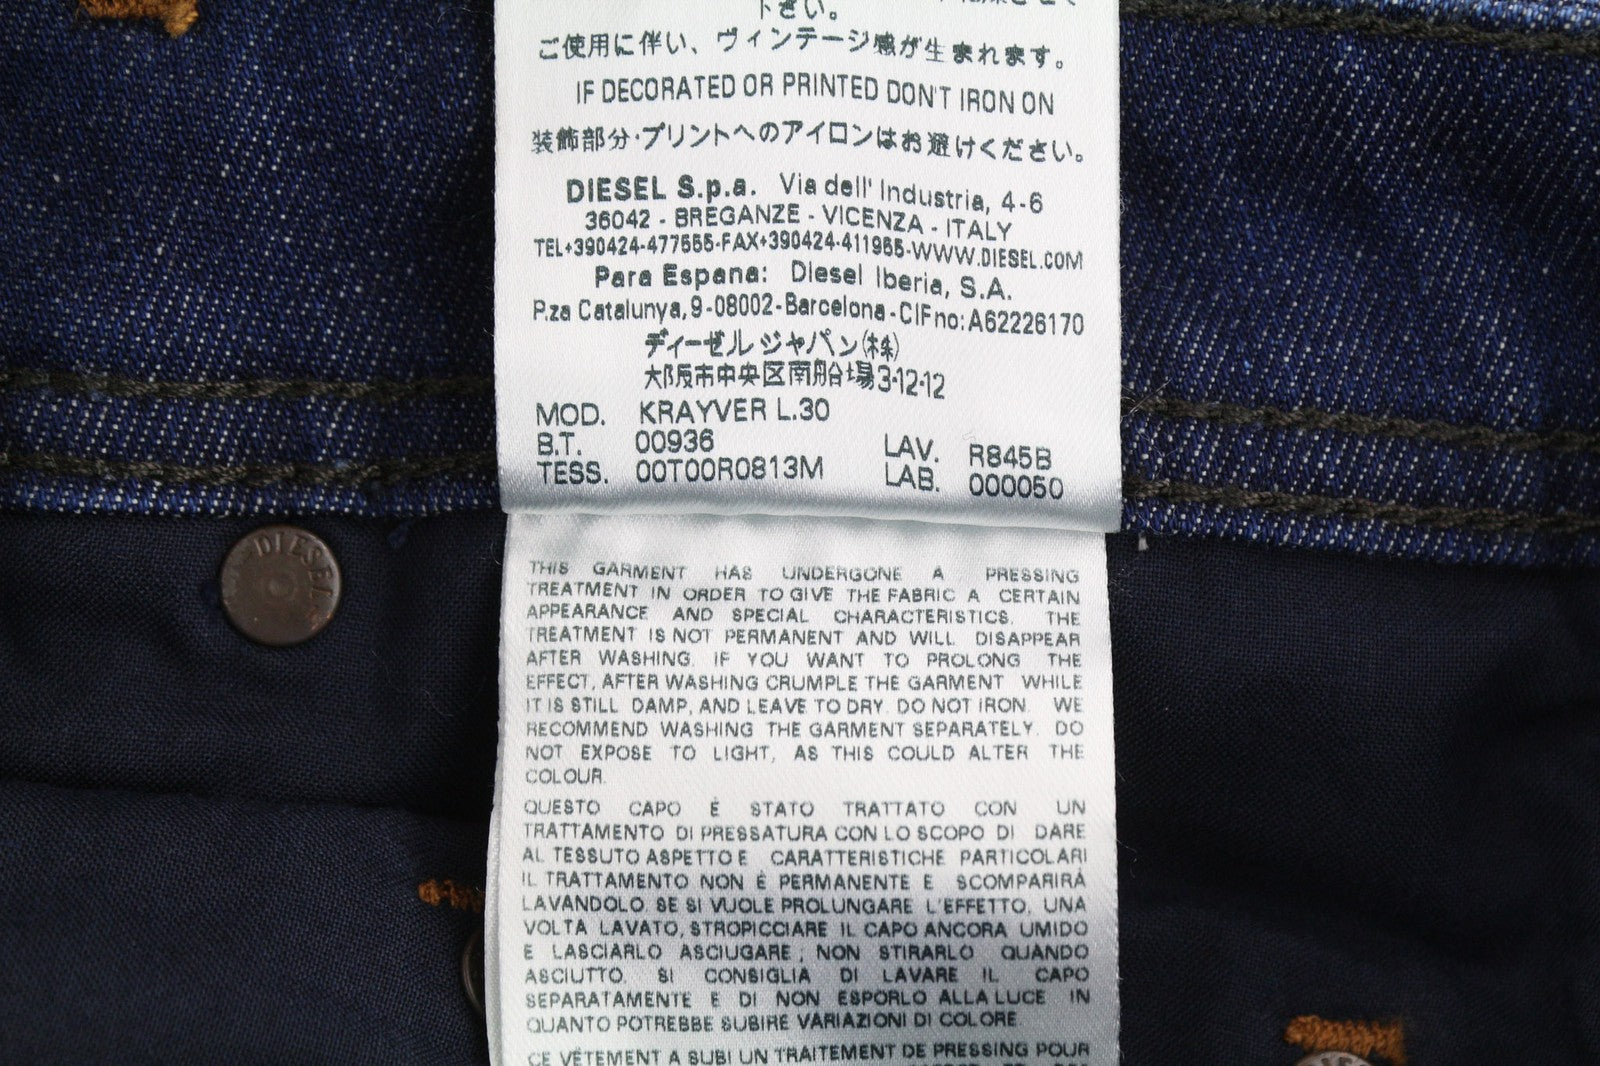 下さい。
ご使用に伴い、ヴィンテージ感が生まれます。
IF DECORATED OR PRINTED DON'T IRON ON
装飾部分・プリントへのアイロンはお避けください。
DIESEL S.p.a. Via dell' Industria, 4-6
36042 - BREGANZE - VICENZA - ITALY
TEL+390424-477555-FAX+390424-411955-WWW.DIESEL.COM
Para Espana: Diesel Iberia, S.A.
P.za Catalunya, 9-08002-Barcelona-CIFno:A62226170
ディーゼル ジャパン(株)
大阪市中央区南船場3-12-12
MOD. KRAYVER L.30
B.T. 00936 LAV. R845B
TESS. 00T00R0813M LAB. 000050
DIESEL
THIS GARMENT HAS UNDERGONE A PRESSING
TREATMENT IN ORDER TO GIVE THE FABRIC A CERTAIN
APPEARANCE AND SPECIAL CHARACTERISTICS. THE
TREATMENT IS NOT PERMANENT AND WILL DISAPPEAR
AFTER WASHING. IF YOU WANT TO PROLONG THE
EFFECT, AFTER WASHING CRUMPLE THE GARMENT WHILE
IT IS STILL DAMP, AND LEAVE TO DRY. DO NOT IRON. WE
RECOMMEND WASHING THE GARMENT SEPARATELY. DO
NOT EXPOSE TO LIGHT, AS THIS COULD ALTER THE
COLOUR.
QUESTO CAPO È STATO TRATTATO CON UN
TRATTAMENTO DI PRESSATURA CON LO SCOPO DI DARE
AL TESSUTO ASPETTO E CARATTERISTICHE PARTICOLARI
IL TRATTAMENTO NON È PERMANENTE E SCOMPARIRÀ
LAVANDOLO. SE SI VUOLE PROLUNGARE L'EFFETTO, UNA
VOLTA LAVATO, STROPICCIARE IL CAPO ANCORA UMIDO
E LASCIARLO ASCIUGARE; NON STIRARLO QUANDO
ASCIUTTO. SI CONSIGLIA DI LAVARE IL CAPO
SEPARATAMENTE E DI NON ESPORLO ALLA LUCE IN
QUANTO POTREBBE SUBIRE VARIAZIONI DI COLORE.
CE VÊTEMENT A SUBI UN TRAITEMENT DE PRESSING POUR